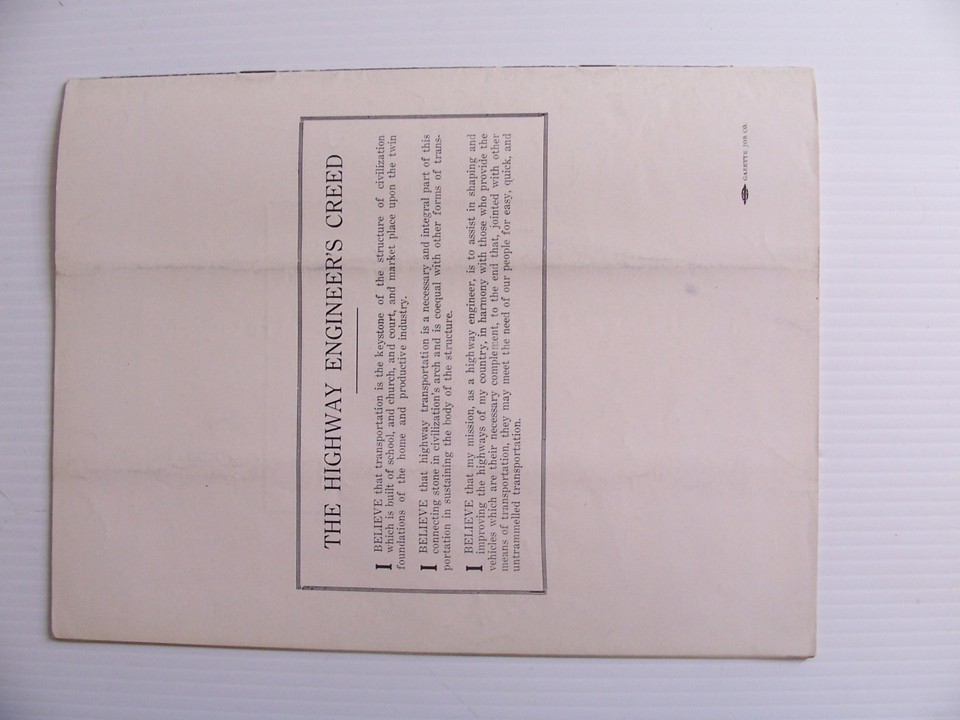 THE HIGHWAY ENGINEER'S CREED
I BELIEVE that transportation is the keystone of the structure of civilization
which is built of school, and church, and court, and market place upon the twin
foundations of the home and productive industry.
I BELIEVE that highway transportation is a necessary and integral part of this
connecting stone in civilization's arch and is coequal with other forms of trans-
portation in sustaining the body of the structure.
I BELIEVE that my mission, as a highway engineer, is to assist in shaping and
improving the highways of my country, in harmony with those who provide the
vehicles which are their necessary complement, to the end that, jointed with other
means of transportation, they may meet the need of our people for easy, quick, and
untrammelled transportation.
GAZETTE JOB CO.